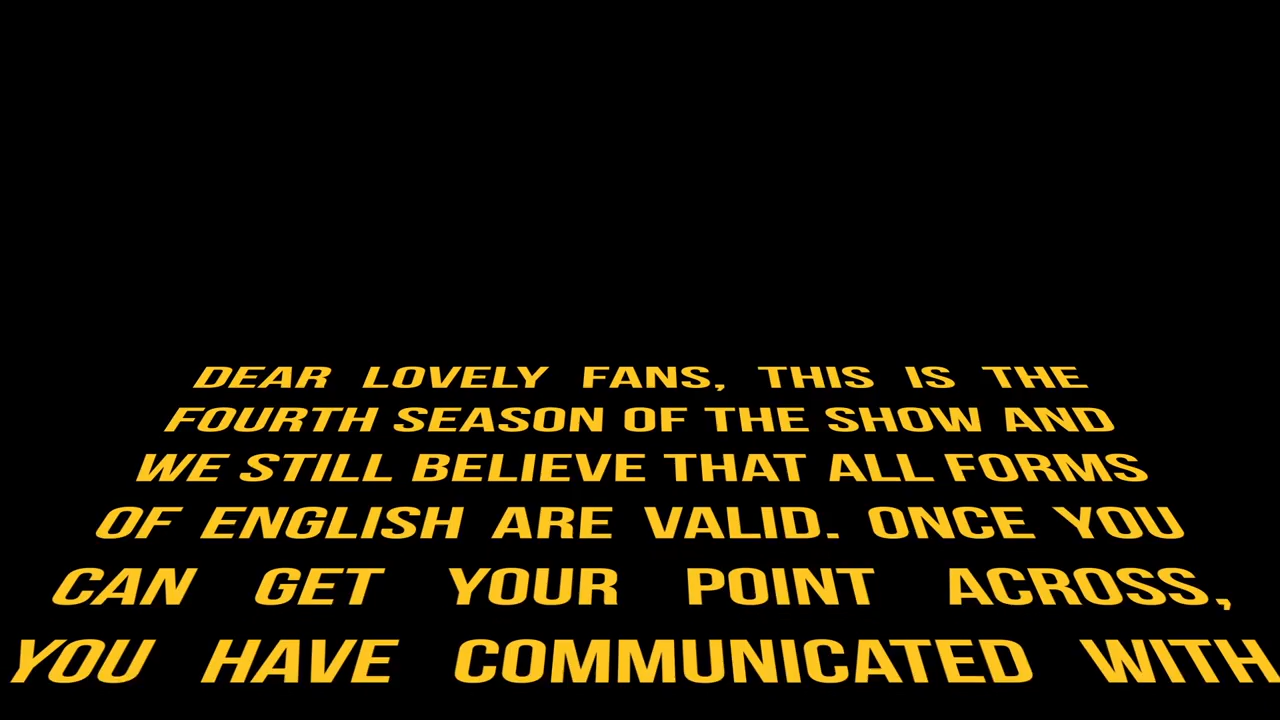 DEAR LOVELY FANS, THIS IS THE
FOURTH SEASON OF THE SHOW AND
WE STILL BELIEVE THAT ALL FORMS
OF ENGLISH ARE VALID. ONCE YOU
CAN GET YOUR POINT ACROSS,
YOU HAVE COMMUNICATED WITH